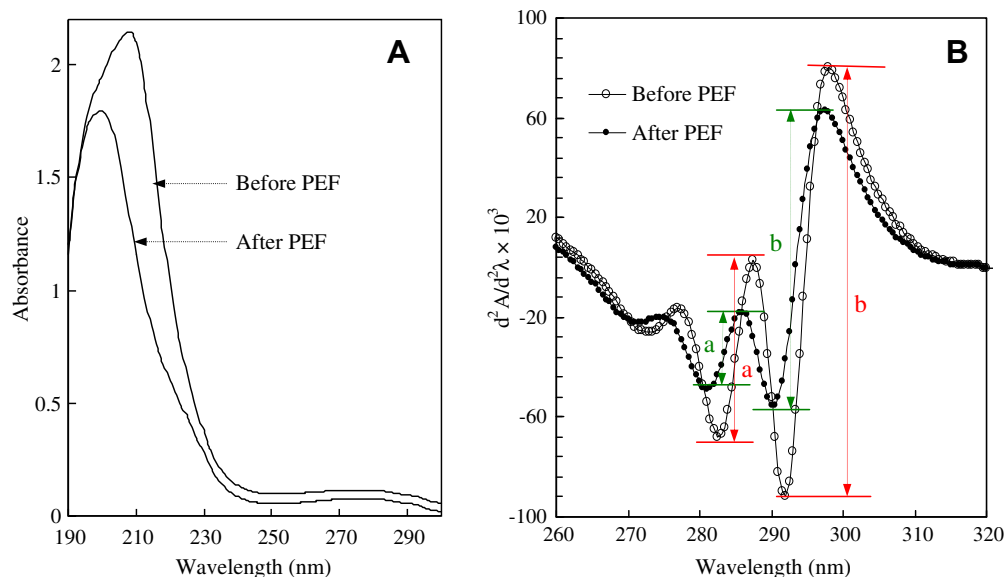 A
2
1.5
1
0.5
0
190 210 230 250 270 290
Absorbance
Wavelength (nm)
Before PEF
After PEF
B
100
60
20
-20
-60
-100
260 270 280 290 300 310 320
d² A/d²λ × 10³
Wavelength (nm)
Before PEF
After PEF
b
a
a
b